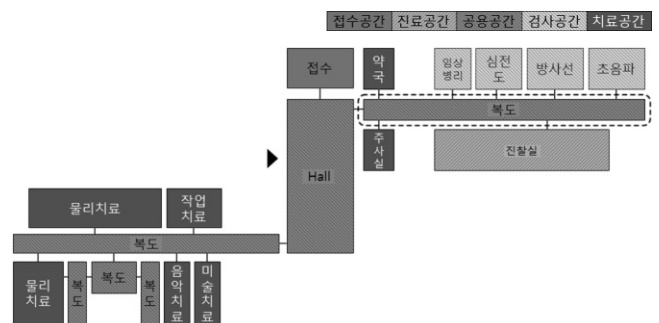 접수공간 진료공간 공용공간 검사공간 치료공간
접수
약국
임상병리
심전도
방사선
초음파
복도
주사실
진찰실
Hall
물리치료
작업
치료
복도
물리
치료
복도
복도
복도
음악치료
미술치료